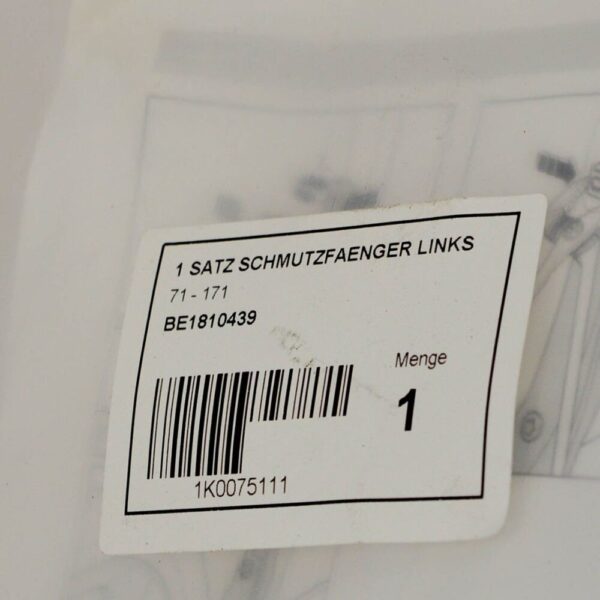 1 SATZ SCHMUTZFAENGER LINKS
71 - 171
BE1810439
Menge
1
1K0075111